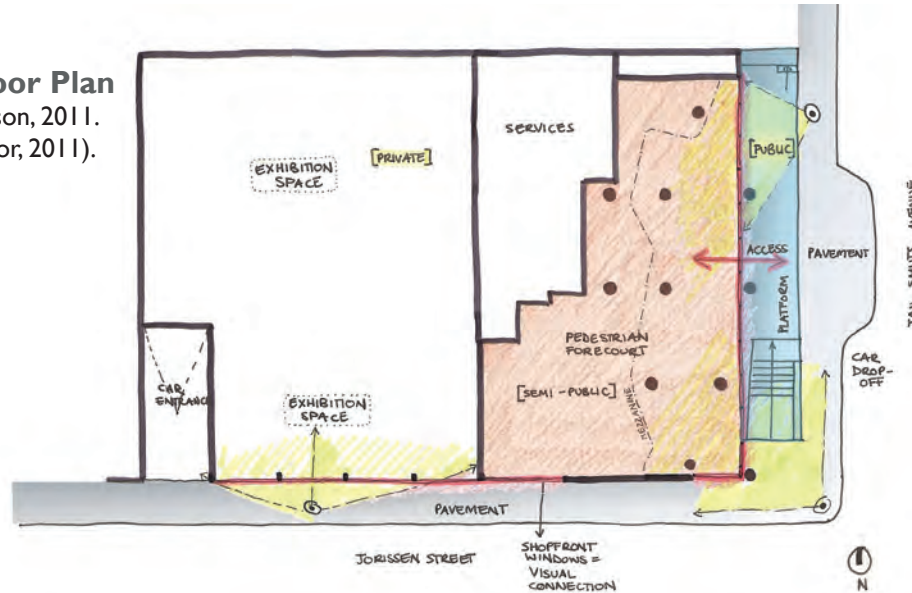 oor Plan
son, 2011.
or, 2011).
SERVICES
[PRIVATE]
EXHIBITION
SPACE
[PUBLIC]
ACCESS
PAVEMENT
PLATFORM
PEDESTRIAN
FORECOURT
[SEMI-PUBLIC]
MEZZANINE
CAR
DROP-
OFF
CAR
ENTRANCE
EXHIBITION
SPACE
PAVEMENT
JORISSEN STREET
SHOPFRONT
WINDOWS =
VISUAL
CONNECTION
N